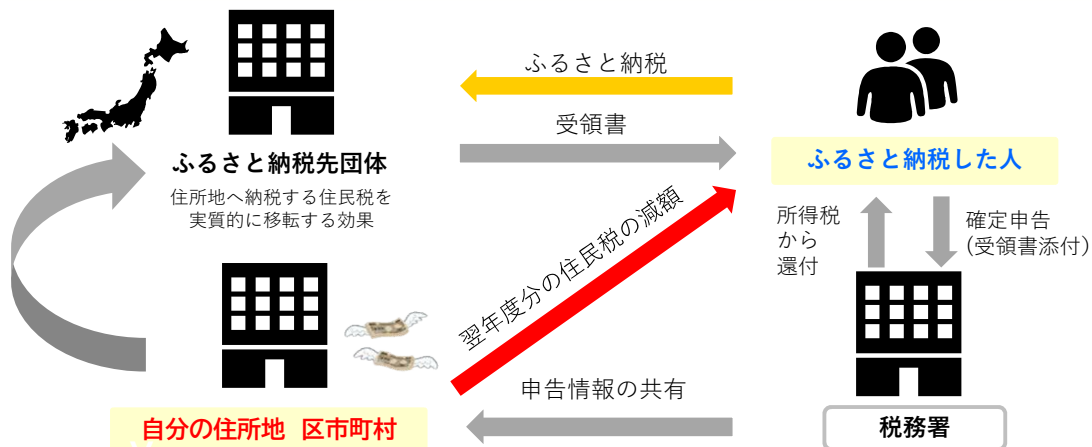 ふるさと納税
受領書
ふるさと納税先団体
住所地へ納税する住民税を
実質的に移転する効果
ふるさと納税した人
所得税
から
還付
確定申告
(受領書添付)
翌年度分の住民税の減額
申告情報の共有
自分の住所地 区市町村
税務署